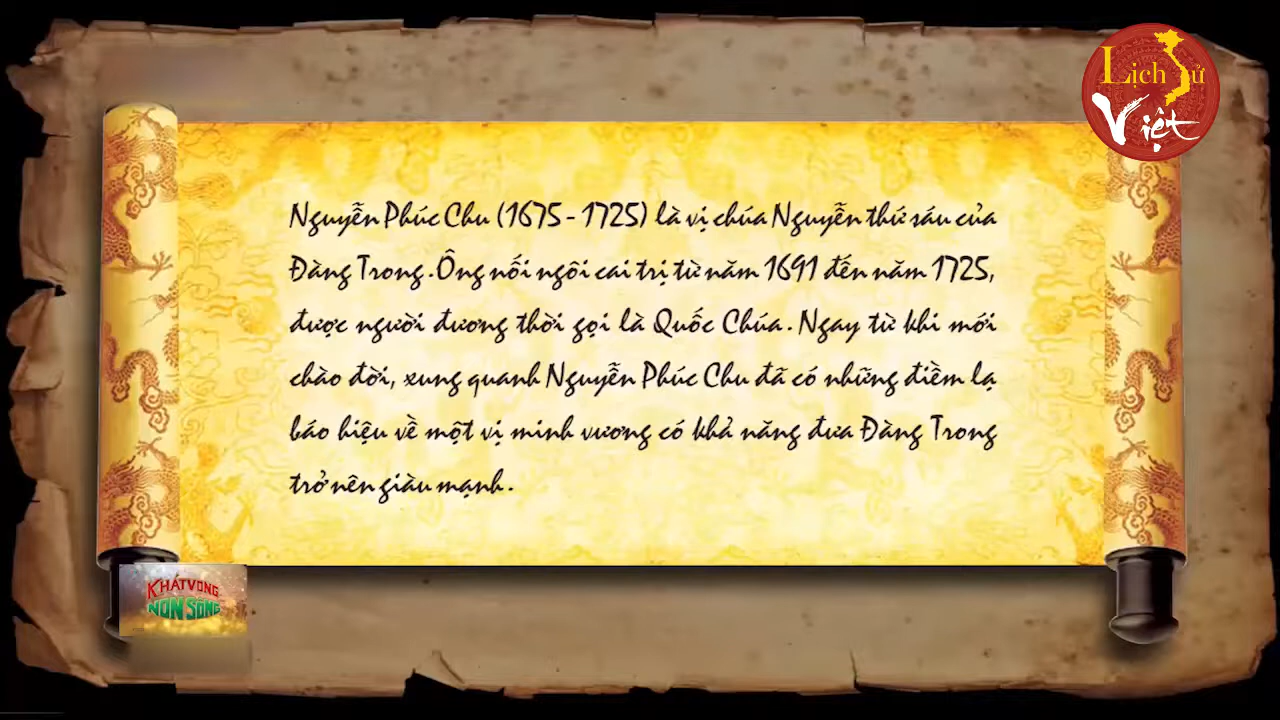 Lịch Sử
Việt
Nguyễn Phúc Chu (1675 - 1725) là vị chúa Nguyễn thứ sáu của
Đàng Trong. Ông nối ngôi cai trị từ năm 1691 đến năm 1725,
được người đương thời gọi là Quốc Chúa. Ngay từ khi mới
chào đời, xung quanh Nguyễn Phúc Chu đã có những điềm lạ
báo hiệu về một vị minh vương có khả năng đưa Đàng Trong
trở nên giàu mạnh.
KHÁT VỌNG
NON SÔNG